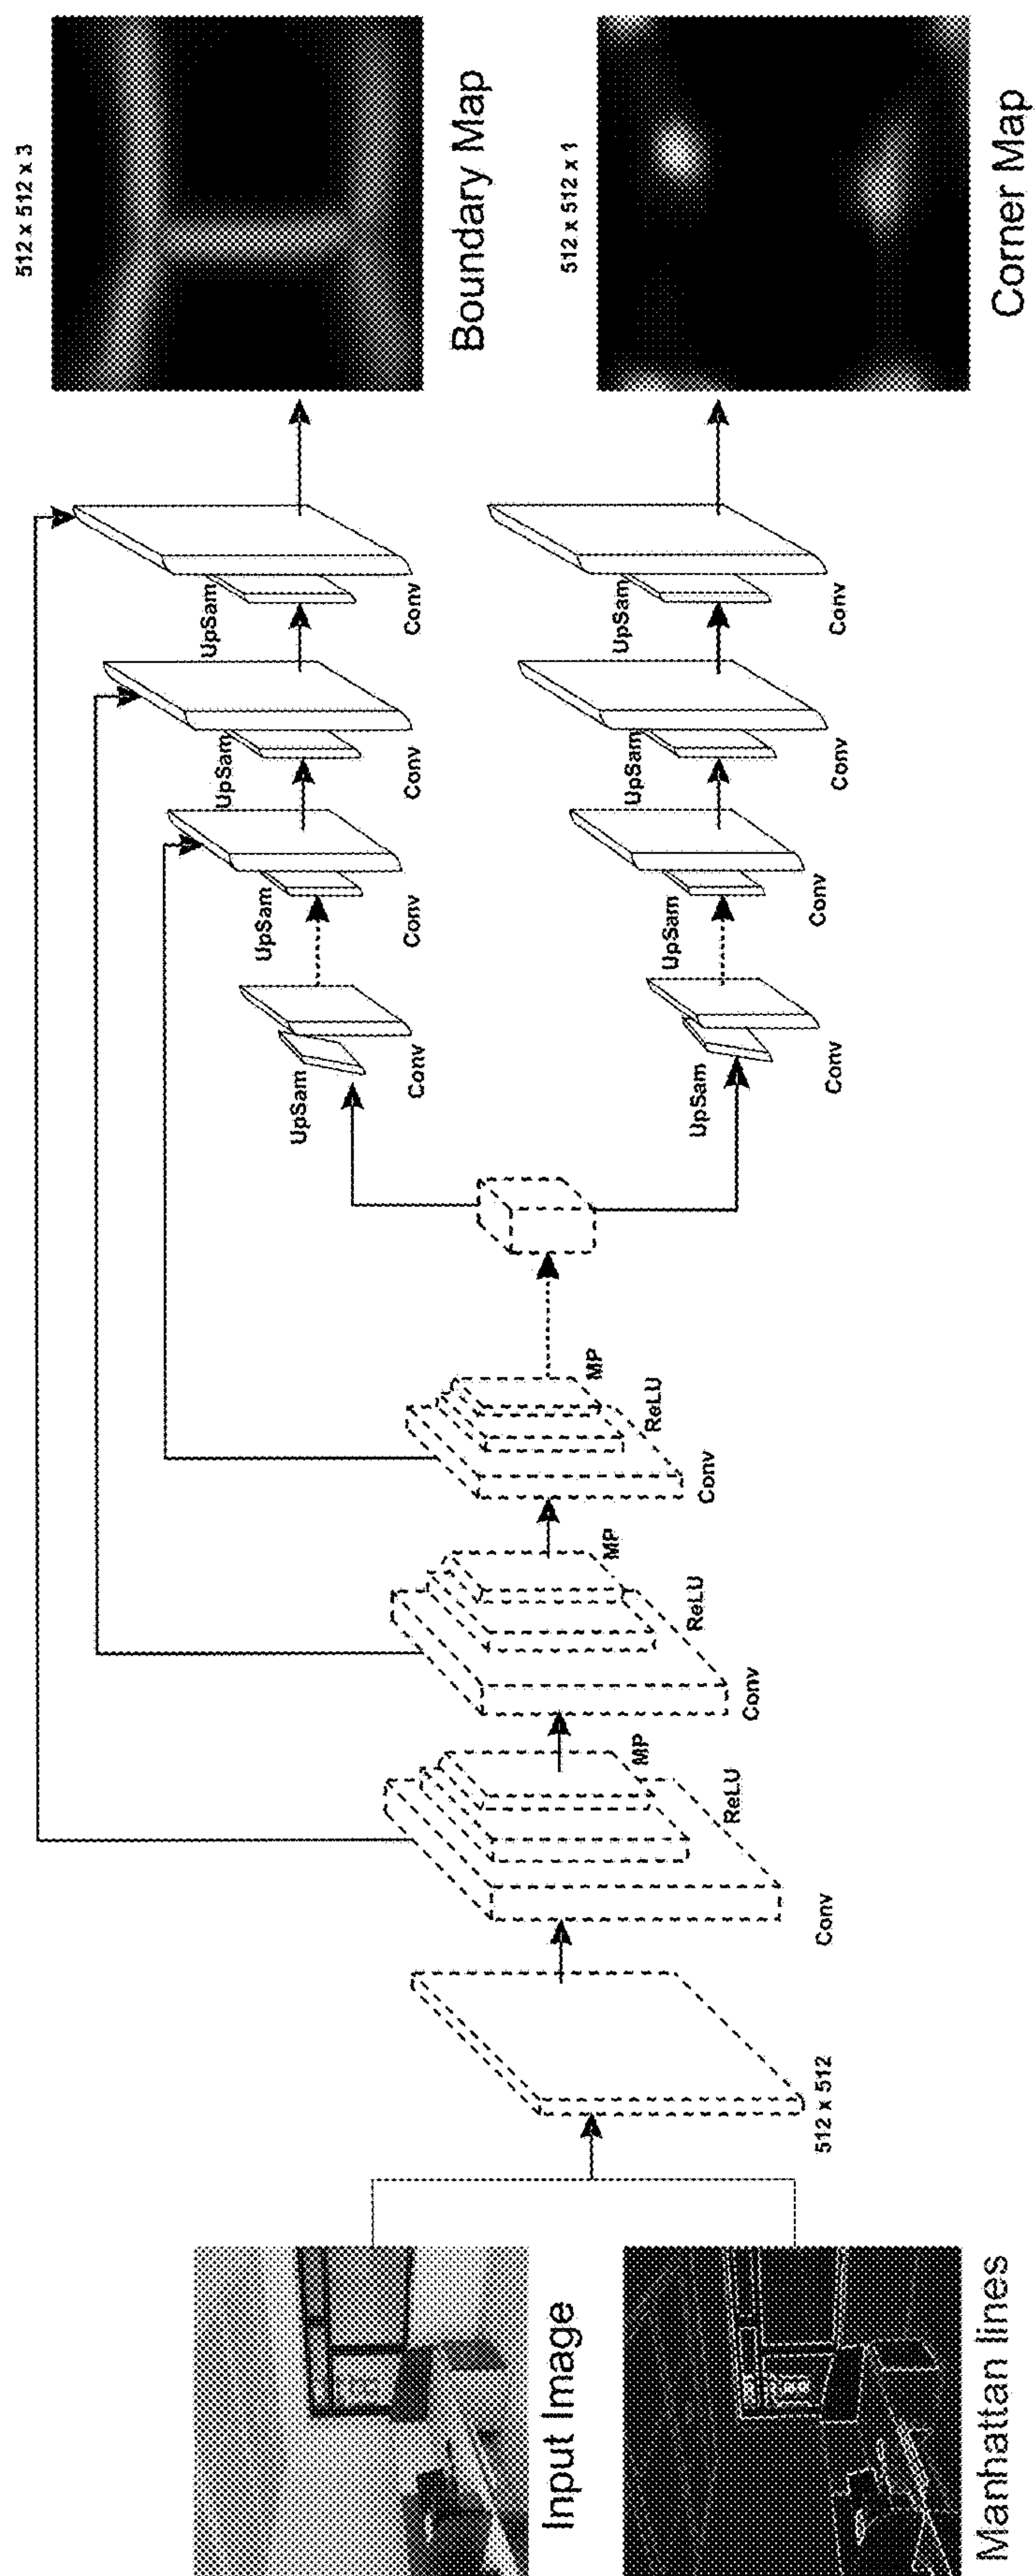 Input Image
Manhattan lines
512 x 512
Conv
ReLU
MP
Conv
ReLU
MP
Conv
ReLU
MP
UpSam
Conv
UpSam
Conv
UpSam
Conv
UpSam
Conv
512 x 512 x 3
Boundary Map
UpSam
Conv
UpSam
Conv
UpSam
Conv
UpSam
Conv
512 x 512 x 1
Corner Map